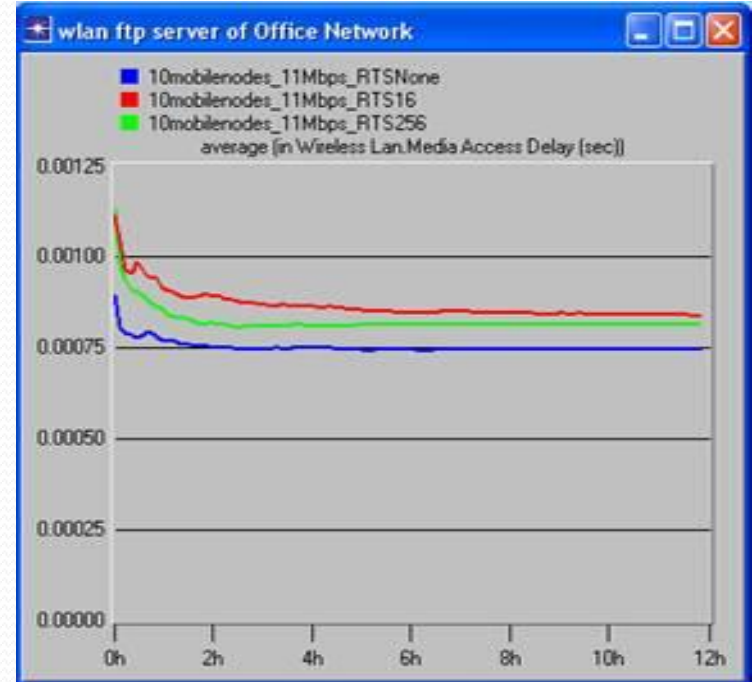 wlan ftp server of Office Network
10mobilenodes_11Mbps_RTSNone
10mobilenodes_11Mbps_RTS16
10mobilenodes_11Mbps_RTS256
average (in Wireless Lan.Media Access Delay (sec))
0.00125
0.00100
0.00075
0.00050
0.00025
0.00000
0h 2h 4h 6h 8h 10h 12h